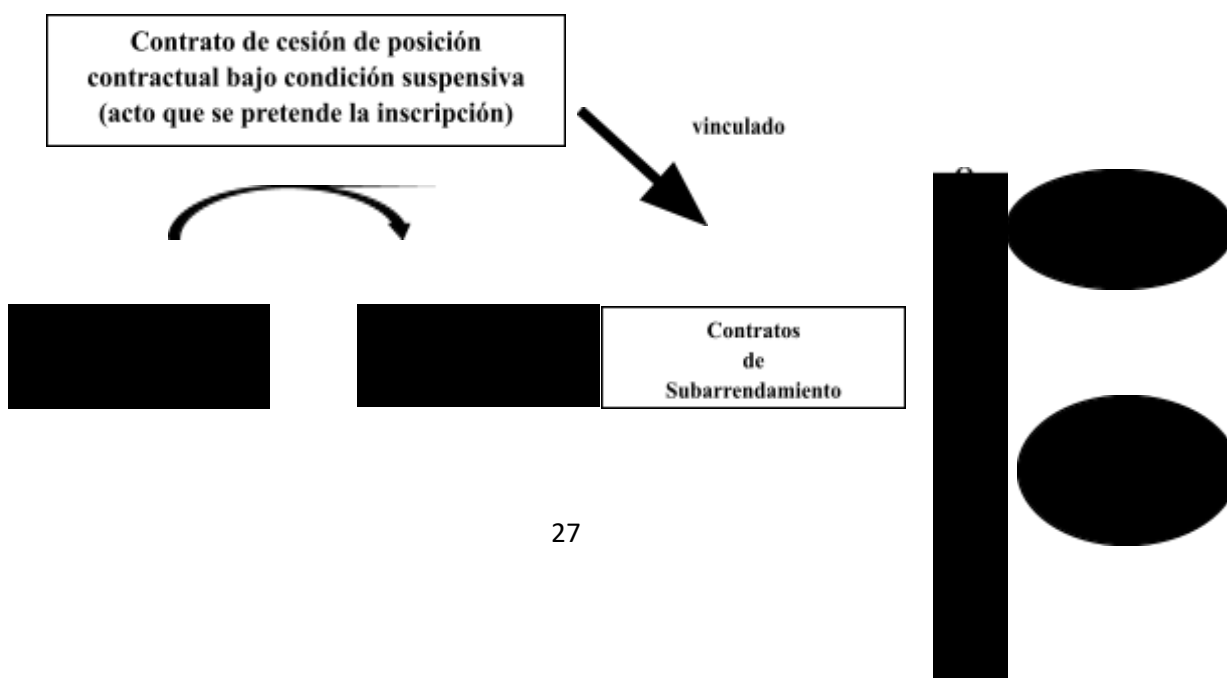 Contrato de cesión de posición
contractual bajo condición suspensiva
(acto que se pretende la inscripción)
vinculado
Contratos
de
Subarrendamiento
27